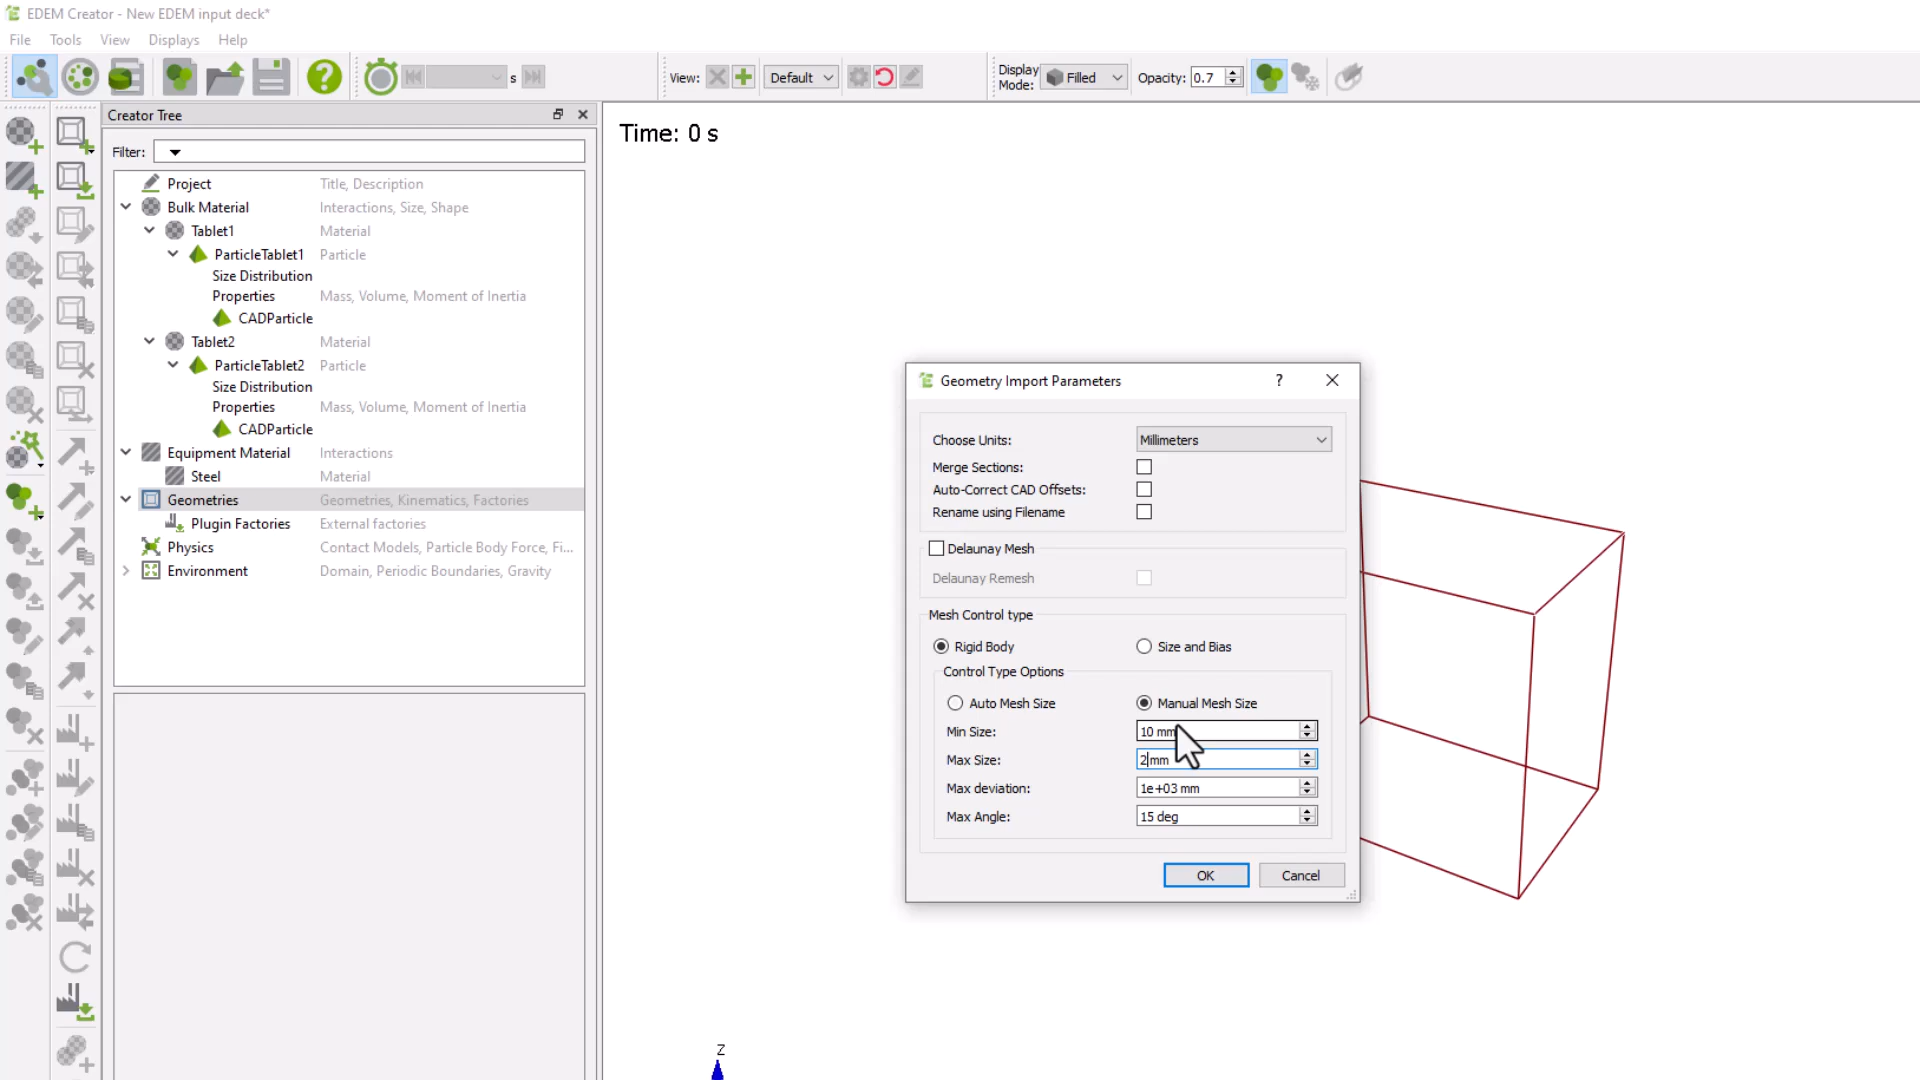 EDEM Creator - New EDEM input deck*
File Tools View Displays Help
s View: Default Display Mode: Filled Opacity: 0.7
Creator Tree
Filter:
Project Title, Description
Bulk Material Interactions, Size, Shape
Tablet1 Material
ParticleTablet1 Particle
Size Distribution
Properties Mass, Volume, Moment of Inertia
CADParticle
Tablet2 Material
ParticleTablet2 Particle
Size Distribution
Properties Mass, Volume, Moment of Inertia
CADParticle
Equipment Material Interactions
Steel Material
Geometries Geometries, Kinematics, Factories
Plugin Factories External factories
Physics Contact Models, Particle Body Force, Fi...
Environment Domain, Periodic Boundaries, Gravity
Time: 0 s
Geometry Import Parameters ?
Choose Units: Millimeters
Merge Sections:
Auto-Correct CAD Offsets:
Rename using Filename
Delaunay Mesh
Delaunay Remesh
Mesh Control type
Rigid Body Size and Bias
Control Type Options
Auto Mesh Size Manual Mesh Size
Min Size: 10 mm
Max Size: 2 mm
Max deviation: 1e+03 mm
Max Angle: 15 deg
OK Cancel
Z